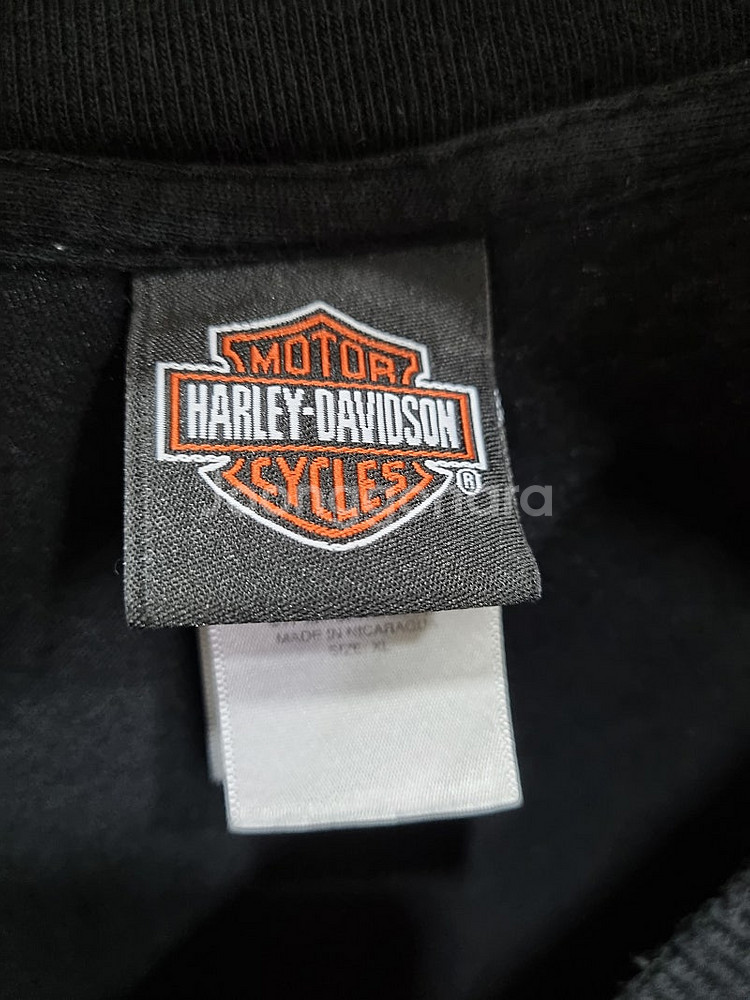 MOTOR
HARLEY-DAVIDSON
CYCLES ®
MADE IN NICARAGUA
SIZE: XL